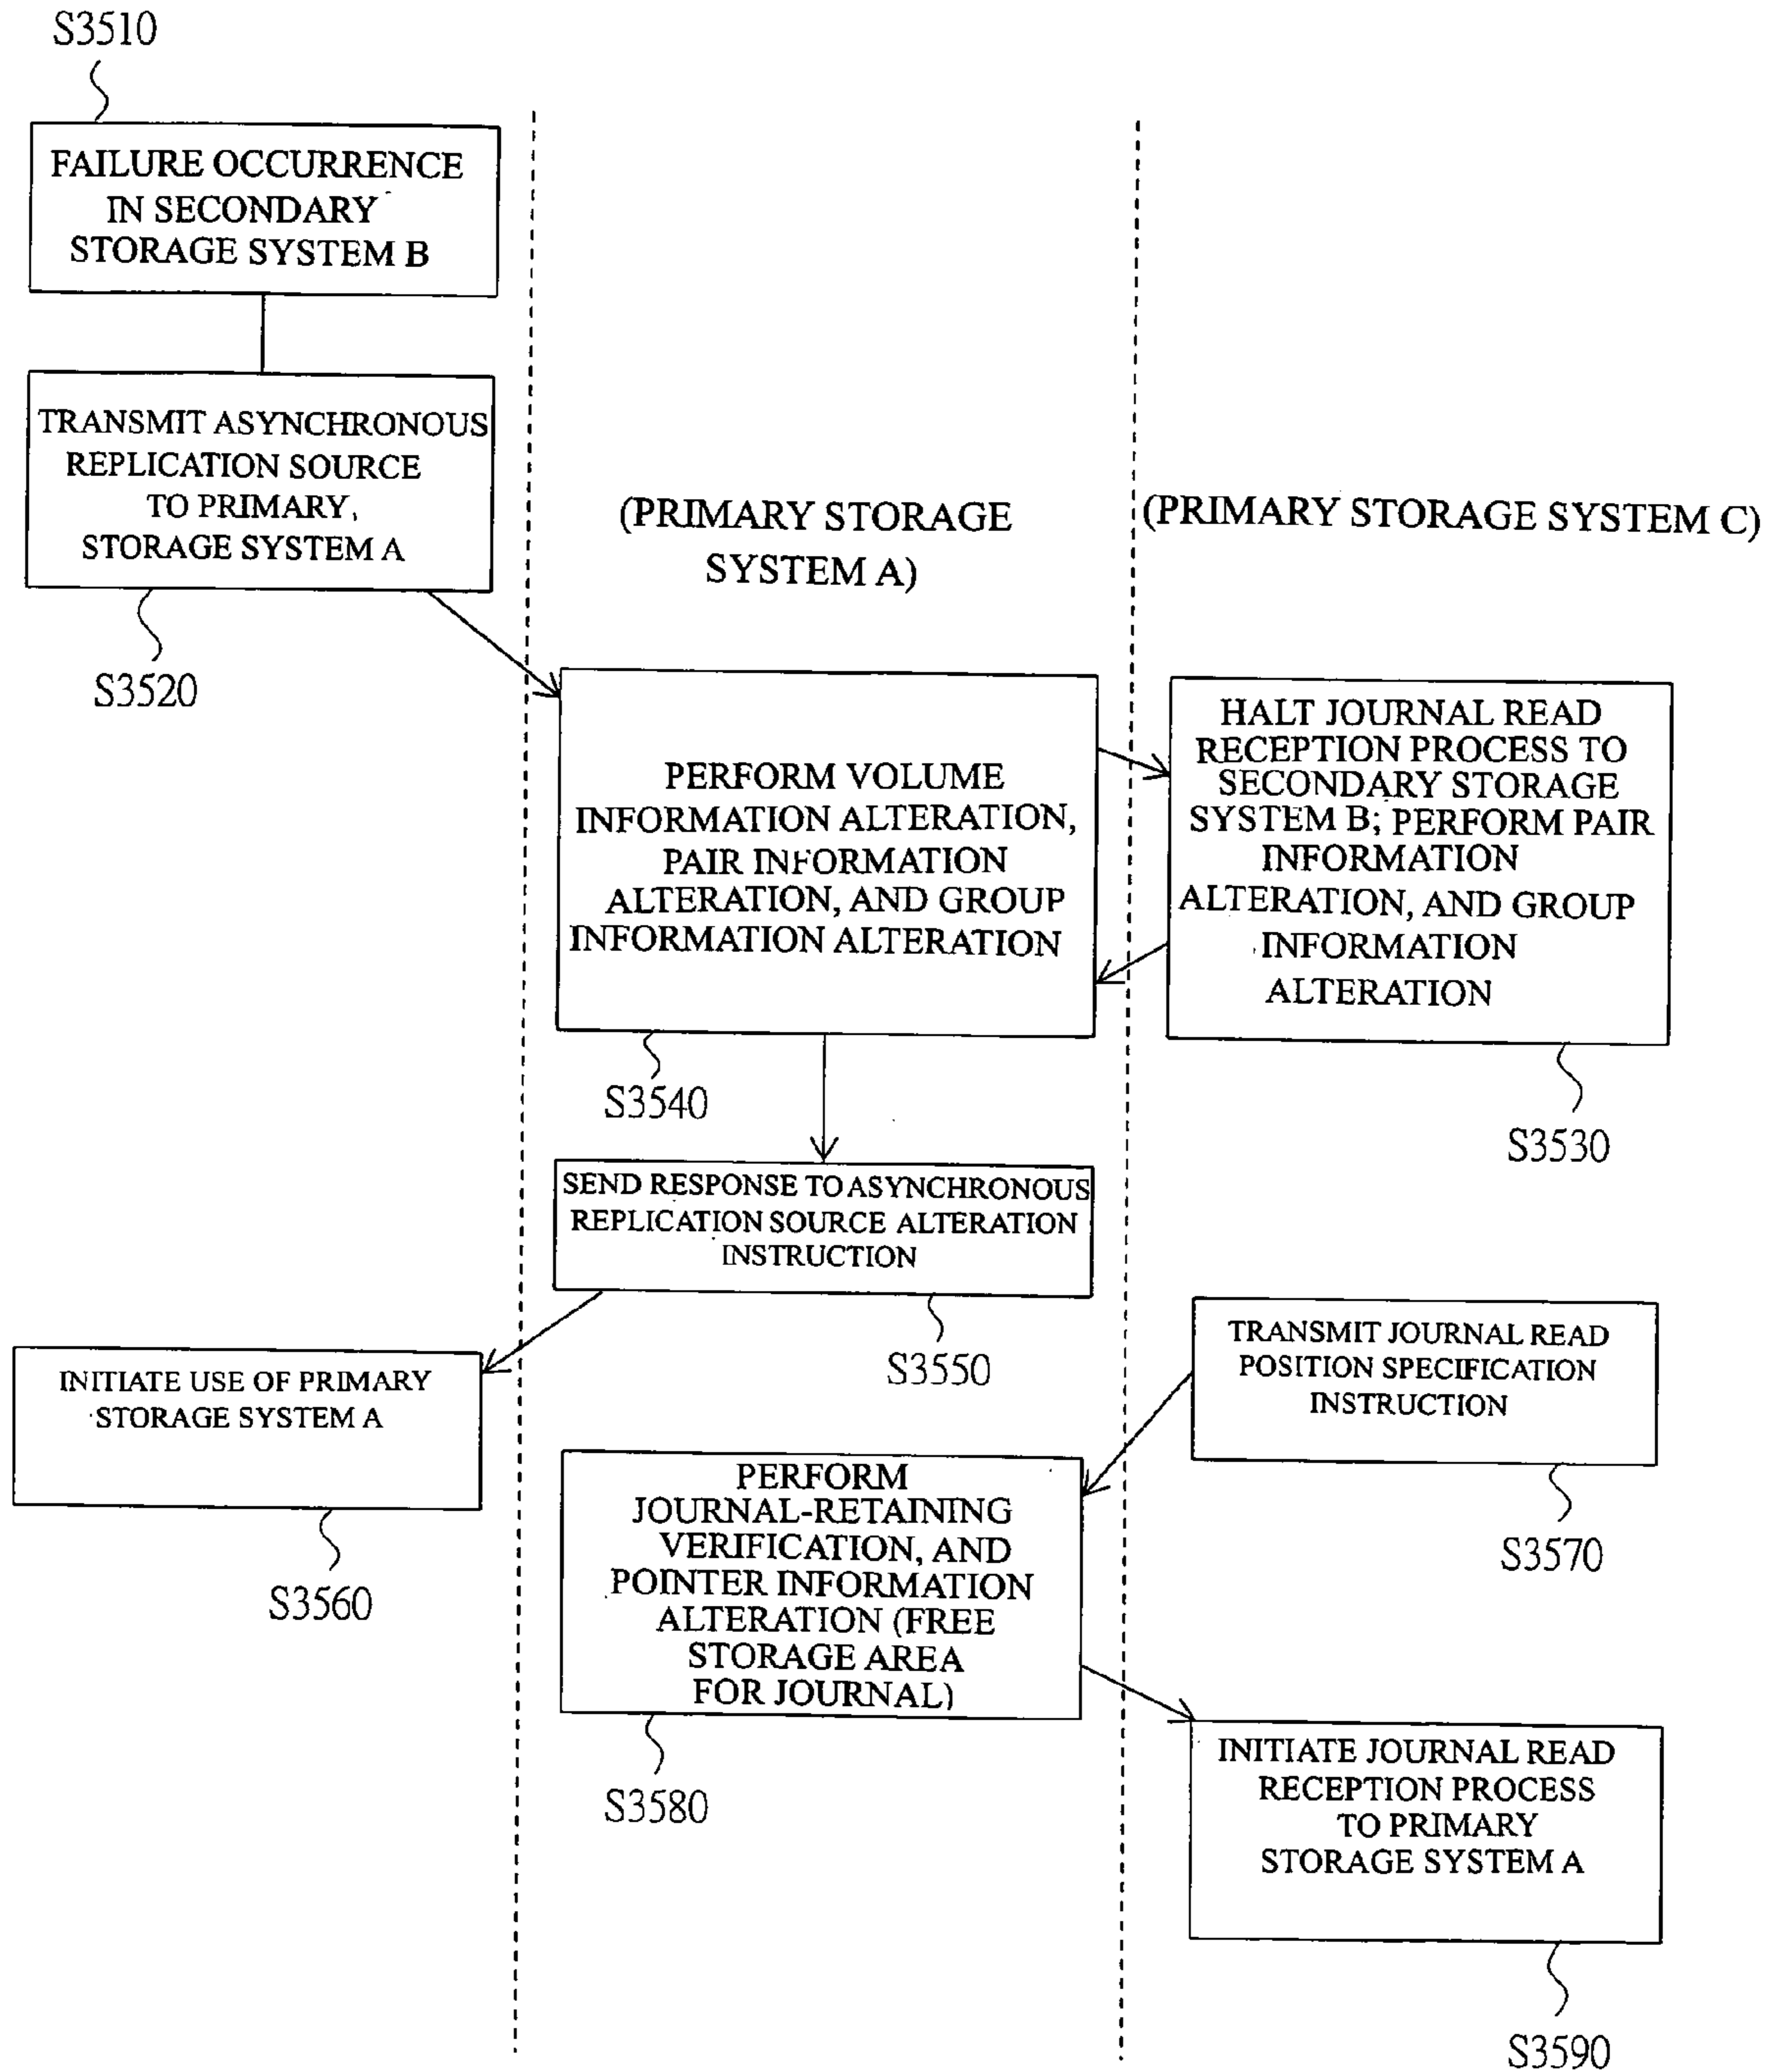 S3510
FAILURE OCCURRENCE
IN SECONDARY
STORAGE SYSTEM B
TRANSMIT ASYNCHRONOUS
REPLICATION SOURCE
TO PRIMARY
STORAGE SYSTEM A
S3520
(PRIMARY STORAGE
SYSTEM A)
(PRIMARY STORAGE SYSTEM C)
PERFORM VOLUME
INFORMATION ALTERATION,
PAIR INFORMATION
ALTERATION, AND GROUP
INFORMATION ALTERATION
S3540
HALT JOURNAL READ
RECEPTION PROCESS TO
SECONDARY STORAGE
SYSTEM B; PERFORM PAIR
INFORMATION
ALTERATION, AND GROUP
INFORMATION
ALTERATION
S3530
SEND RESPONSE TO ASYNCHRONOUS
REPLICATION SOURCE ALTERATION
INSTRUCTION
S3550
INITIATE USE OF PRIMARY
STORAGE SYSTEM A
S3560
TRANSMIT JOURNAL READ
POSITION SPECIFICATION
INSTRUCTION
S3570
PERFORM
JOURNAL-RETAINING
VERIFICATION, AND
POINTER INFORMATION
ALTERATION (FREE
STORAGE AREA
FOR JOURNAL)
S3580
INITIATE JOURNAL READ
RECEPTION PROCESS
TO PRIMARY
STORAGE SYSTEM A
S3590